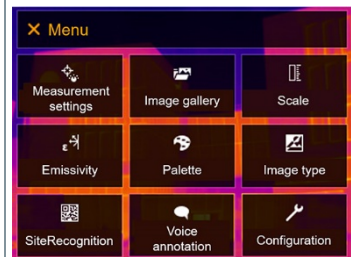 Menu
Measurement
settings
Image gallery
Scale
Emissivity
Palette
Image type
SiteRecognition
Voice
annotation
Configuration